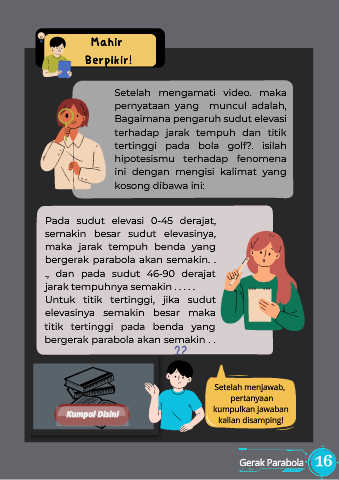 Mahir
Berpikir!
Setelah mengamati video. maka
pernyataan yang muncul adalah,
Bagaimana pengaruh sudut elevasi
terhadap jarak tempuh dan titik
tertinggi pada bola golf?. isilah
hipotesismu terhadap fenomena
ini dengan mengisi kalimat yang
kosong dibawa ini:
Pada sudut elevasi 0-45 derajat,
semakin besar sudut elevasinya,
maka jarak tempuh benda yang
bergerak parabola akan semakin. .
., dan pada sudut 46-90 derajat
jarak tempuhnya semakin . . . . .
Untuk titik tertinggi, jika sudut
elevasinya semakin besar maka
titik tertinggi pada benda yang
bergerak parabola akan semakin . .
??
Kumpul Disini
Setelah menjawab,
pertanyaan
kumpulkan jawaban
kalian disamping!
Gerak Parabola 16